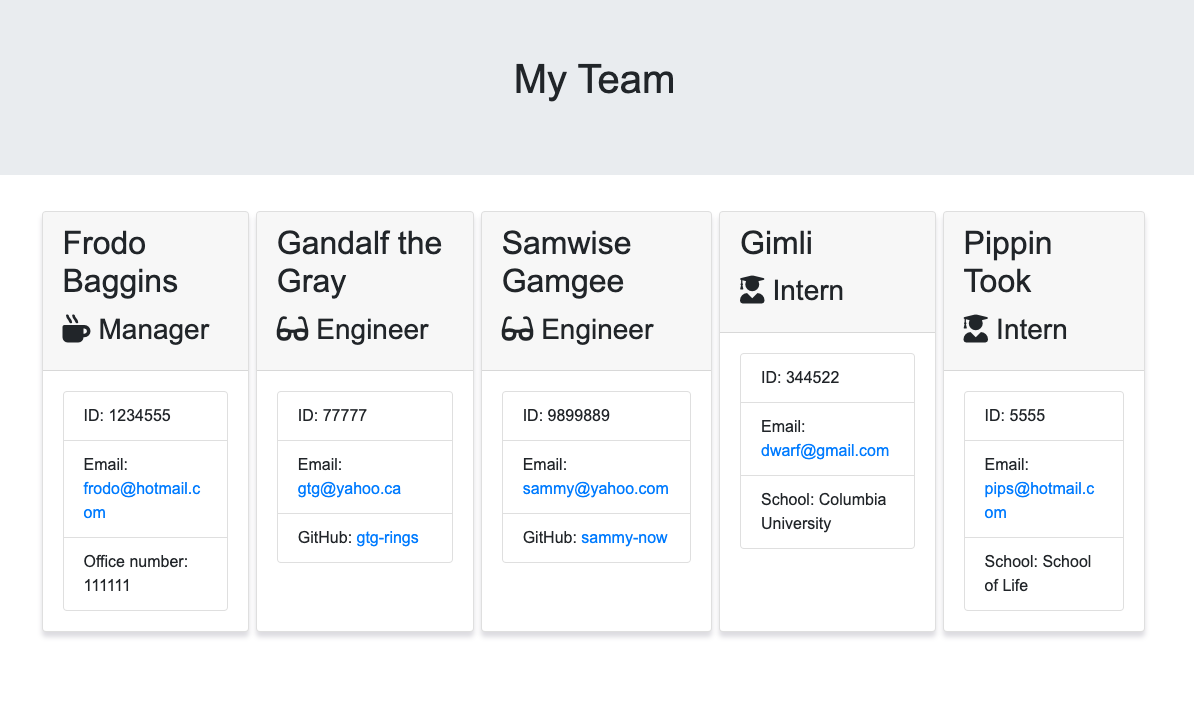 My Team
Frodo
Baggins
Manager
ID: 1234555
Email:
frodo@hotmail.c
om
Office number:
111111
Gandalf the
Gray
Engineer
ID: 77777
Email:
gtg@yahoo.ca
GitHub: gtg-rings
Samwise
Gamgee
Engineer
ID: 9899889
Email:
sammy@yahoo.com
GitHub: sammy-now
Gimli
Intern
ID: 344522
Email:
dwarf@gmail.com
School: Columbia
University
Pippin
Took
Intern
ID: 5555
Email:
pips@hotmail.c
om
School: School
of Life